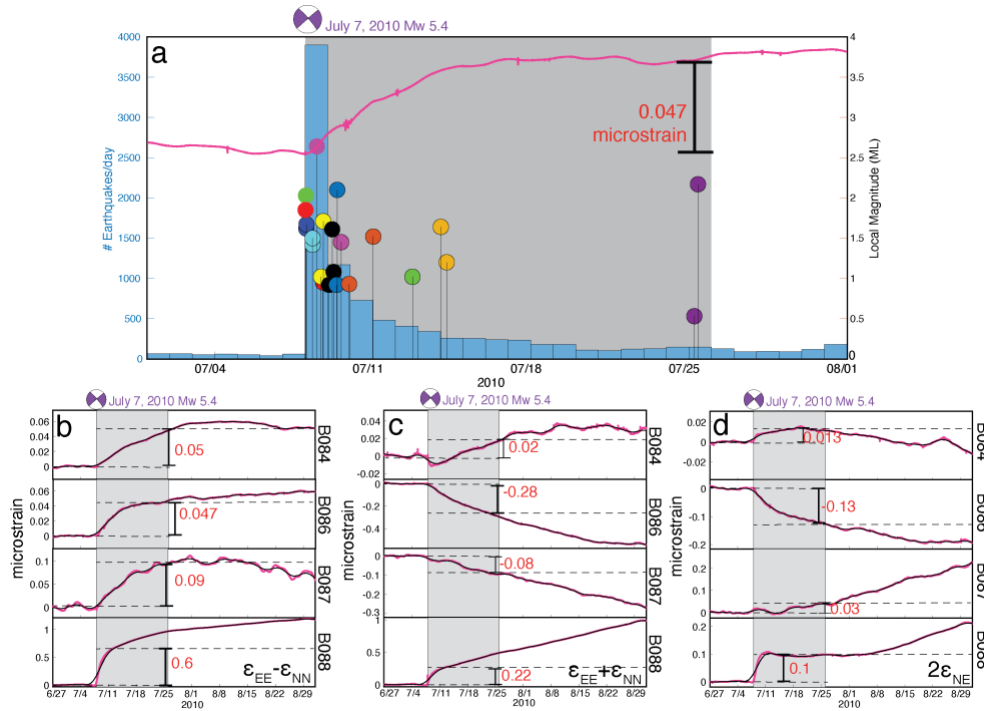 July 7, 2010 Mw 5.4
a
4000
3500
3000
2500
2000
1500
1000
500
0
# Earthquakes/day
4
3.5
3
2.5
2
1.5
1
0.5
0
Local Magnitude (ML)
0.047
microstrain
07/04
07/11
07/18
07/25
08/01
2010
July 7, 2010 Mw 5.4
b
microstrain
0.06
0.04
0.02
0
0.05
B084
0.06
0.04
0.02
0
0.047
B086
0.1
0
0.09
B087
1
0.5
0
0.6
B088
εEE-εNN
6/27 7/4 7/11 7/18 7/25 8/1 8/8 8/15 8/22 8/29
2010
July 7, 2010 Mw 5.4
c
microstrain
0.04
0.02
0
-0.02
0.02
B084
0
-0.2
-0.4
-0.28
B086
0
-0.1
-0.2
-0.3
-0.08
B087
1
0.5
0
0.22
B088
εEE+εNN
6/27 7/4 7/11 7/18 7/25 8/1 8/8 8/15 8/22 8/29
2010
July 7, 2010 Mw 5.4
d
microstrain
0.02
0
-0.01
0.013
B084
0
-0.1
-0.2
-0.13
B086
0.2
0.1
0
0.03
B087
0.2
0.1
0
0.1
B088
2εNE
6/27 7/4 7/11 7/18 7/25 8/1 8/8 8/15 8/22 8/29
2010